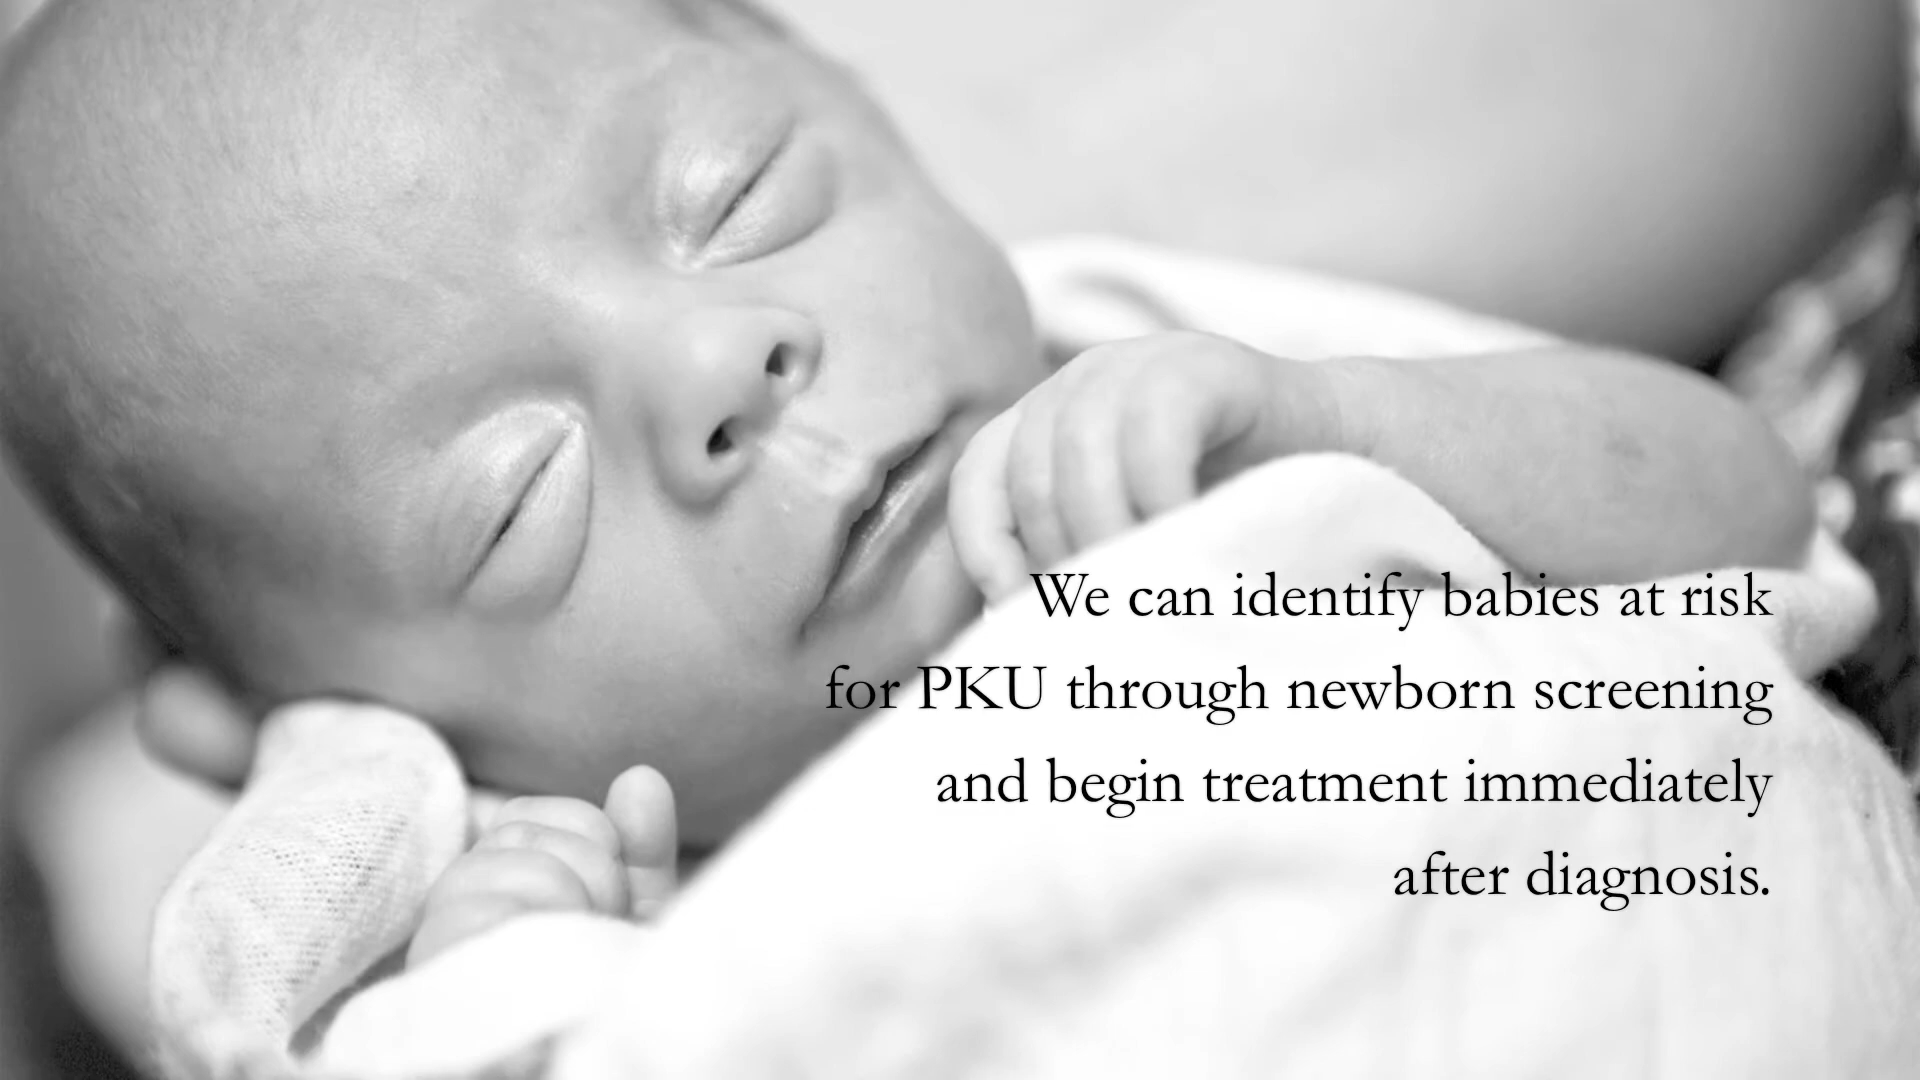 We can identify babies at risk
for PKU through newborn screening
and begin treatment immediately
after diagnosis.